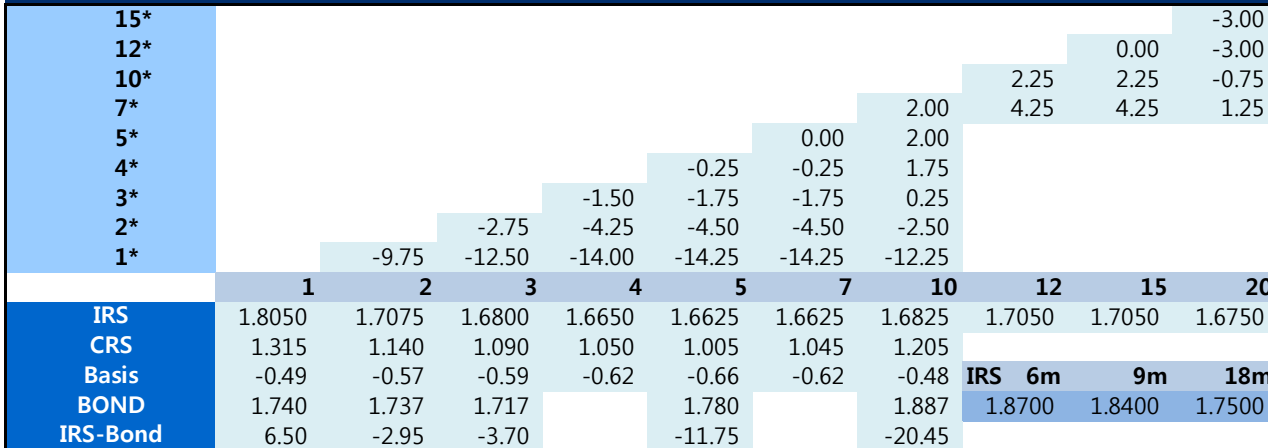 15* -3.00
12* 0.00 -3.00
10* 2.25 2.25 -0.75
7* 2.00 4.25 4.25 1.25
5* 0.00 2.00
4* -0.25 -0.25 1.75
3* -1.50 -1.75 -1.75 0.25
2* -2.75 -4.25 -4.50 -4.50 -2.50
1* -9.75 -12.50 -14.00 -14.25 -14.25 -12.25
1 2 3 4 5 7 10 12 15 20
IRS 1.8050 1.7075 1.6800 1.6650 1.6625 1.6625 1.6825 1.7050 1.7050 1.6750
CRS 1.315 1.140 1.090 1.050 1.005 1.045 1.205
Basis -0.49 -0.57 -0.59 -0.62 -0.66 -0.62 -0.48 IRS 6m 9m 18m
BOND 1.740 1.737 1.717 1.780 1.887 1.8700 1.8400 1.7500
IRS-Bond 6.50 -2.95 -3.70 -11.75 -20.45